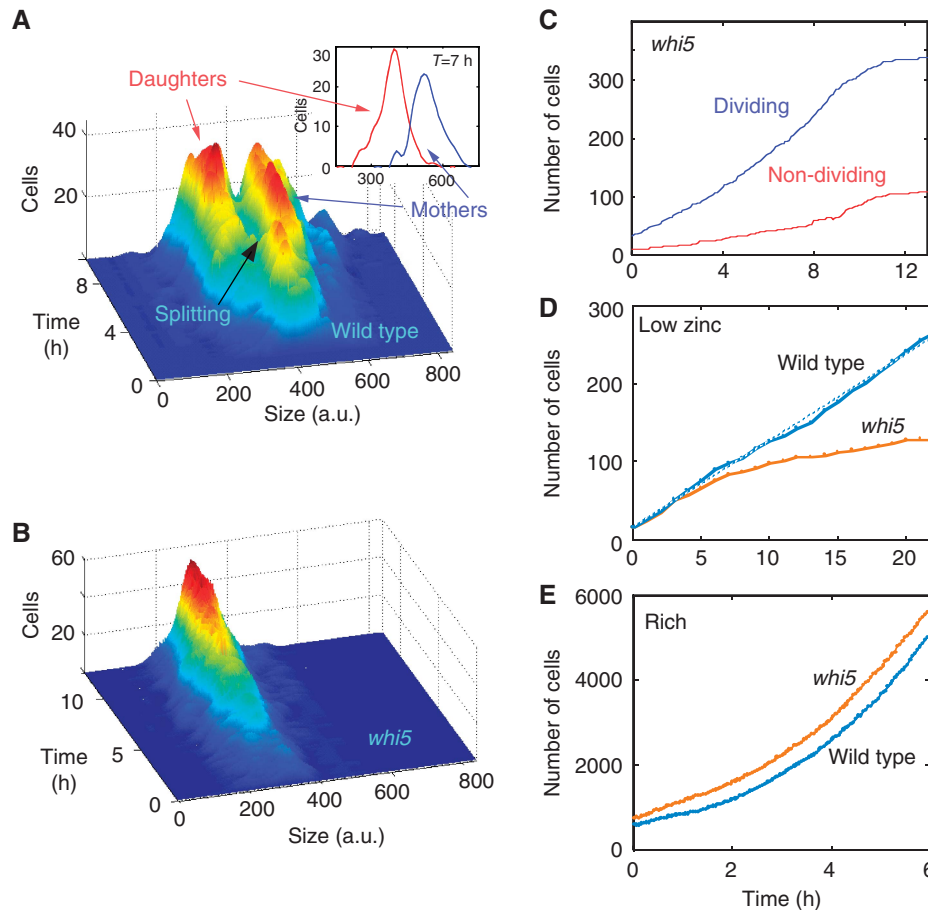 A
Daughters
Mothers
Splitting
Wild type
Cells
40
20
Time
(h)
8
4
0
0
200
400
600
800
Size (a.u.)
T=7 h
Cells
30
20
10
0
300
600
B
Cells
60
40
20
Time
(h)
10
5
0
0
200
400
600
800
Size (a.u.)
whi5
C
whi5
Dividing
Non-dividing
Number of cells
300
200
100
0
0
4
8
12
D
Low zinc
Wild type
whi5
Number of cells
300
200
100
0
0
5
10
15
20
E
Rich
whi5
Wild type
Number of cells
6000
4000
2000
0
0
2
4
6
Time (h)